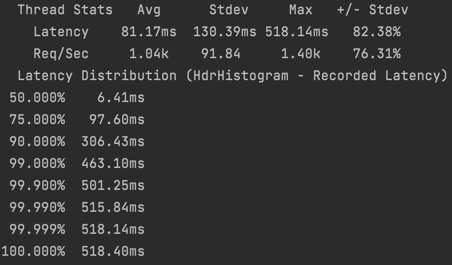 Thread Stats   Avg      Stdev     Max   +/- Stdev
Latency    81.17ms  130.39ms 518.14ms   82.38%
Req/Sec     1.04k    91.84     1.40k    76.31%
Latency Distribution (HdrHistogram - Recorded Latency)
50.000%    6.41ms
75.000%   97.60ms
90.000%  306.43ms
99.000%  463.10ms
99.900%  501.25ms
99.990%  515.84ms
99.999%  518.14ms
100.000%  518.40ms